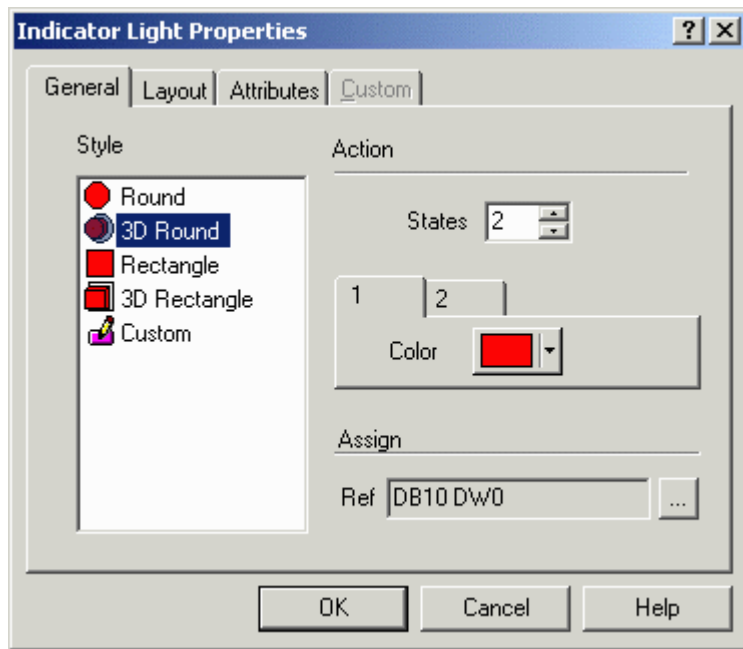 Indicator Light Properties
General Layout Attributes Custom
Style
Round
3D Round
Rectangle
3D Rectangle
Custom
Action
States 2
1 2
Color
Assign
Ref DB10 DW0 ...
OK Cancel Help